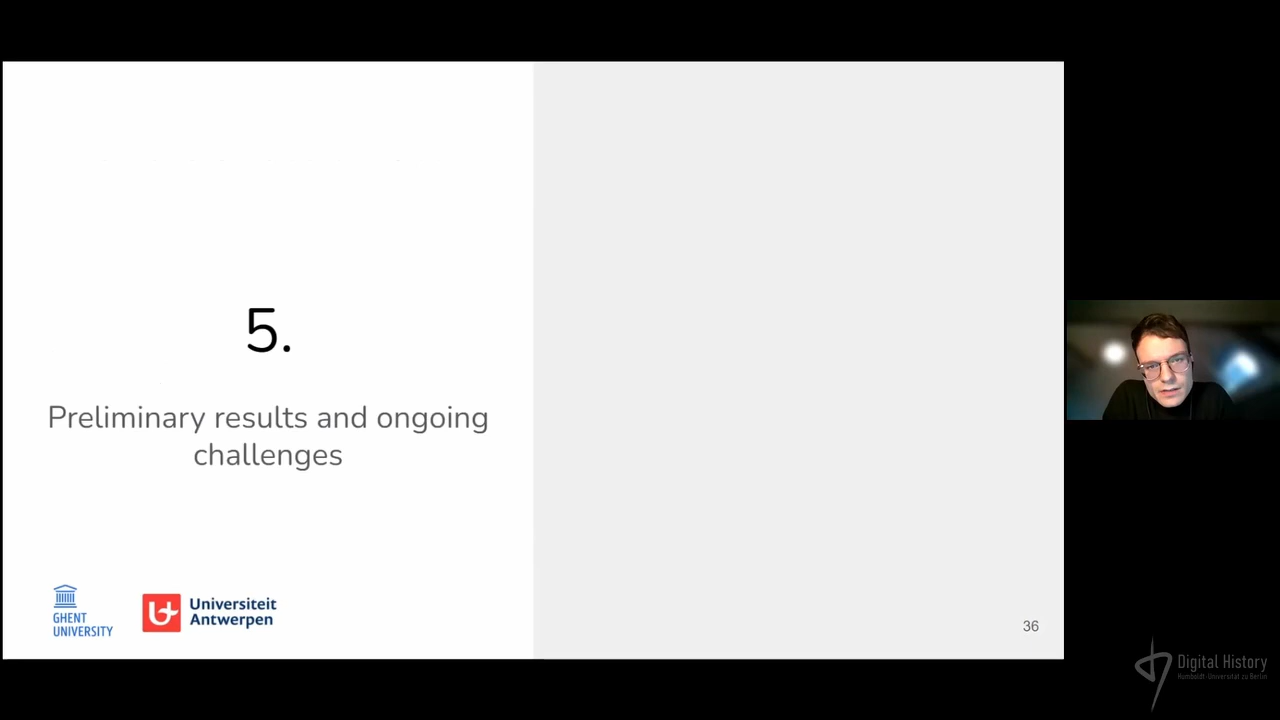 5.
Preliminary results and ongoing
challenges
GHENT
UNIVERSITY
Universiteit
Antwerpen
36
Digital History
Humboldt-Universität zu Berlin